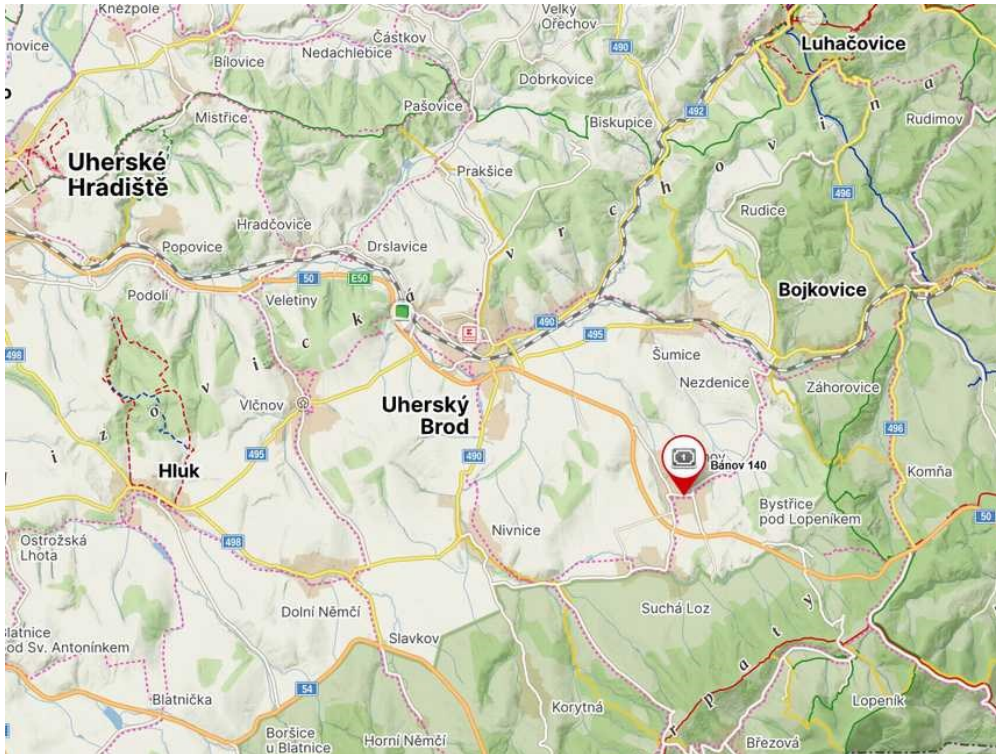 Kněžpole
Částkov
Velký
Ořechov
Nedachlebice
490
Luhačovice
Bílovice
Dobrkovice
Mistřice
Pašovice
492
Biskupice
Rudimov
Uherské
Hradiště
Prakšice
496
Rudice
Hradčovice
Drslavice
Popovice
50
E50
Podolí
Veletiny
Bojkovice
490
495
498
Šumice
Nezdenice
Záhorovice
Vlčnov
Uherský
Brod
495
496
Hluk
490
Bánov 140
Komňa
Bystřice
pod Lopeníkem
50
Ostrožská
Lhota
498
Nivnice
Dolní Němčí
Suchá Loz
Slavkov
Blatnice
pod Sv. Antonínkem
Blatnička
54
Lopeník
Korytná
Boršice
u Blatnice
Horní Němčí
Březová